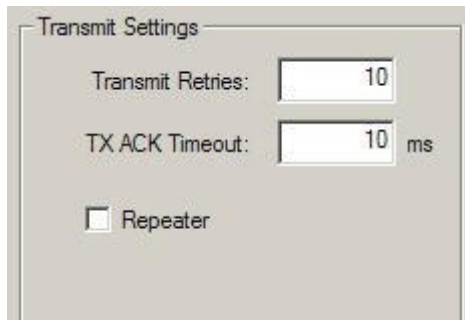 Transmit Settings
Transmit Retries: 10
TX ACK Timeout: 10 ms
Repeater